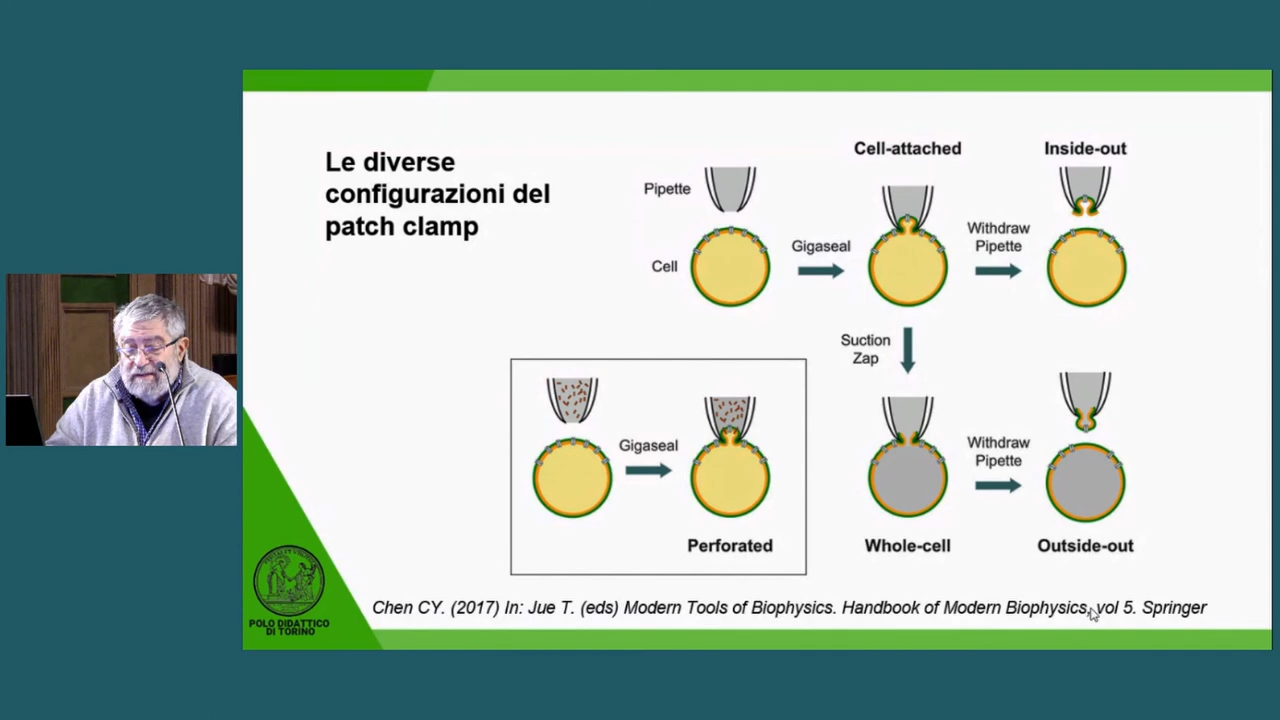 Le diverse
configurazioni del
patch clamp
Cell-attached
Inside-out
Pipette
Cell
Gigaseal
Withdraw
Pipette
Suction
Zap
Gigaseal
Perforated
Withdraw
Pipette
Whole-cell
Outside-out
Chen CY. (2017) In: Jue T. (eds) Modern Tools of Biophysics. Handbook of Modern Biophysics, vol 5. Springer
POLO DIDATTICO
DI TORINO